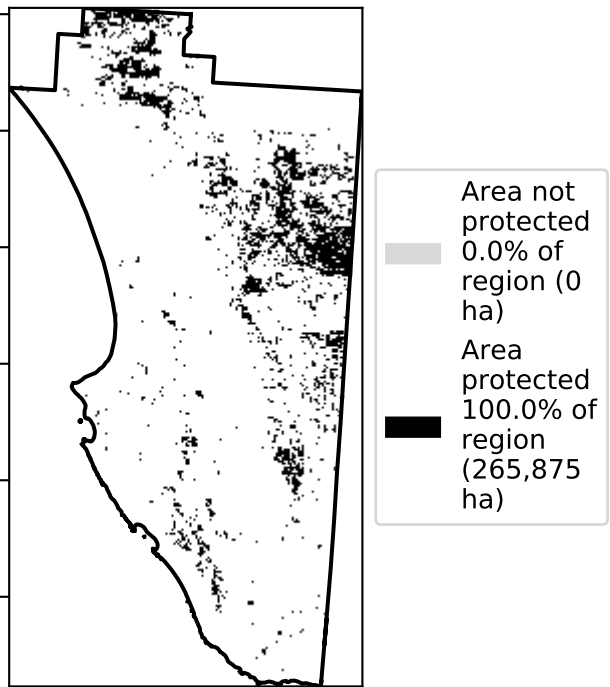 Area not
protected
0.0% of
region (0
ha)
Area
protected
100.0% of
region
(265,875
ha)